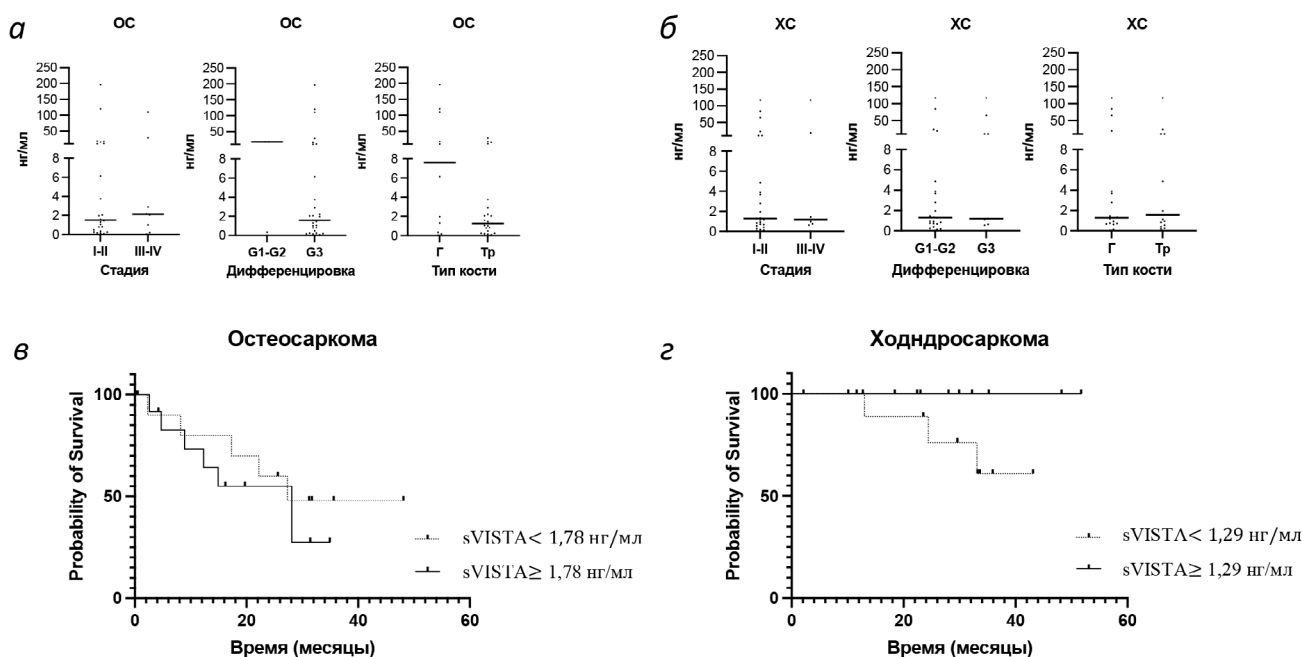 а
ОС
ОС
ОС
нг/мл
250
200
150
100
50
8
6
4
2
0
I-II
III-IV
Стадия
нг/мл
250
200
150
100
50
8
6
4
2
0
G1-G2
G3
Дифференцировка
нг/мл
250
200
150
100
50
8
6
4
2
0
Г
Тр
Тип кости
б
ХС
ХС
ХС
нг/мл
250
200
150
100
50
8
6
4
2
0
I-II
III-IV
Стадия
нг/мл
250
200
150
100
50
8
6
4
2
0
G1-G2
G3
Дифференцировка
нг/мл
250
200
150
100
50
8
6
4
2
0
Г
Тр
Тип кости
в
Остеосаркома
Probability of Survival
100
50
0
0
20
40
60
Время (месяцы)
sVISTA< 1,78 нг/мл
sVISTA≥ 1,78 нг/мл
г
Ходндросаркома
Probability of Survival
100
50
0
0
20
40
60
Время (месяцы)
sVISTA< 1,29 нг/мл
sVISTA≥ 1,29 нг/мл